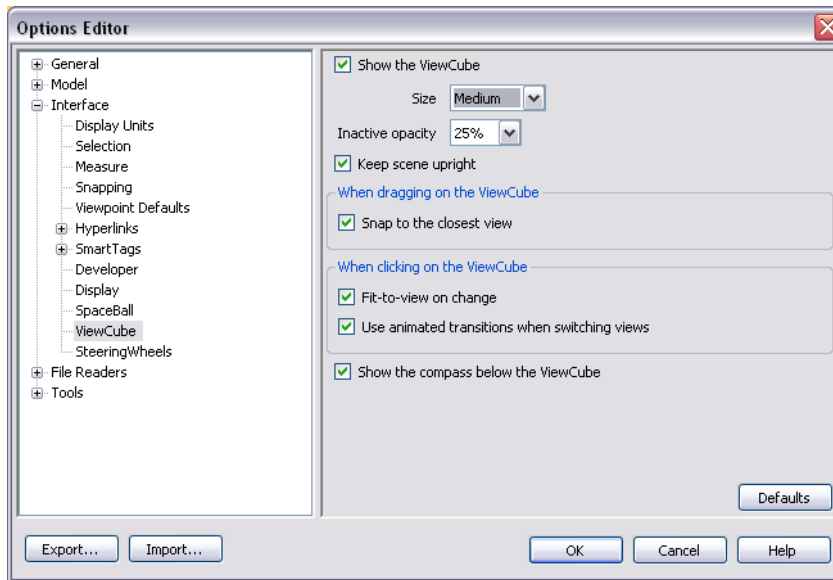 Options Editor
General
Model
Interface
Display Units
Selection
Measure
Snapping
Viewpoint Defaults
Hyperlinks
SmartTags
Developer
Display
SpaceBall
ViewCube
SteeringWheels
File Readers
Tools
Show the ViewCube
Size Medium
Inactive opacity 25%
Keep scene upright
When dragging on the ViewCube
Snap to the closest view
When clicking on the ViewCube
Fit-to-view on change
Use animated transitions when switching views
Show the compass below the ViewCube
Defaults
Export... Import... OK Cancel Help